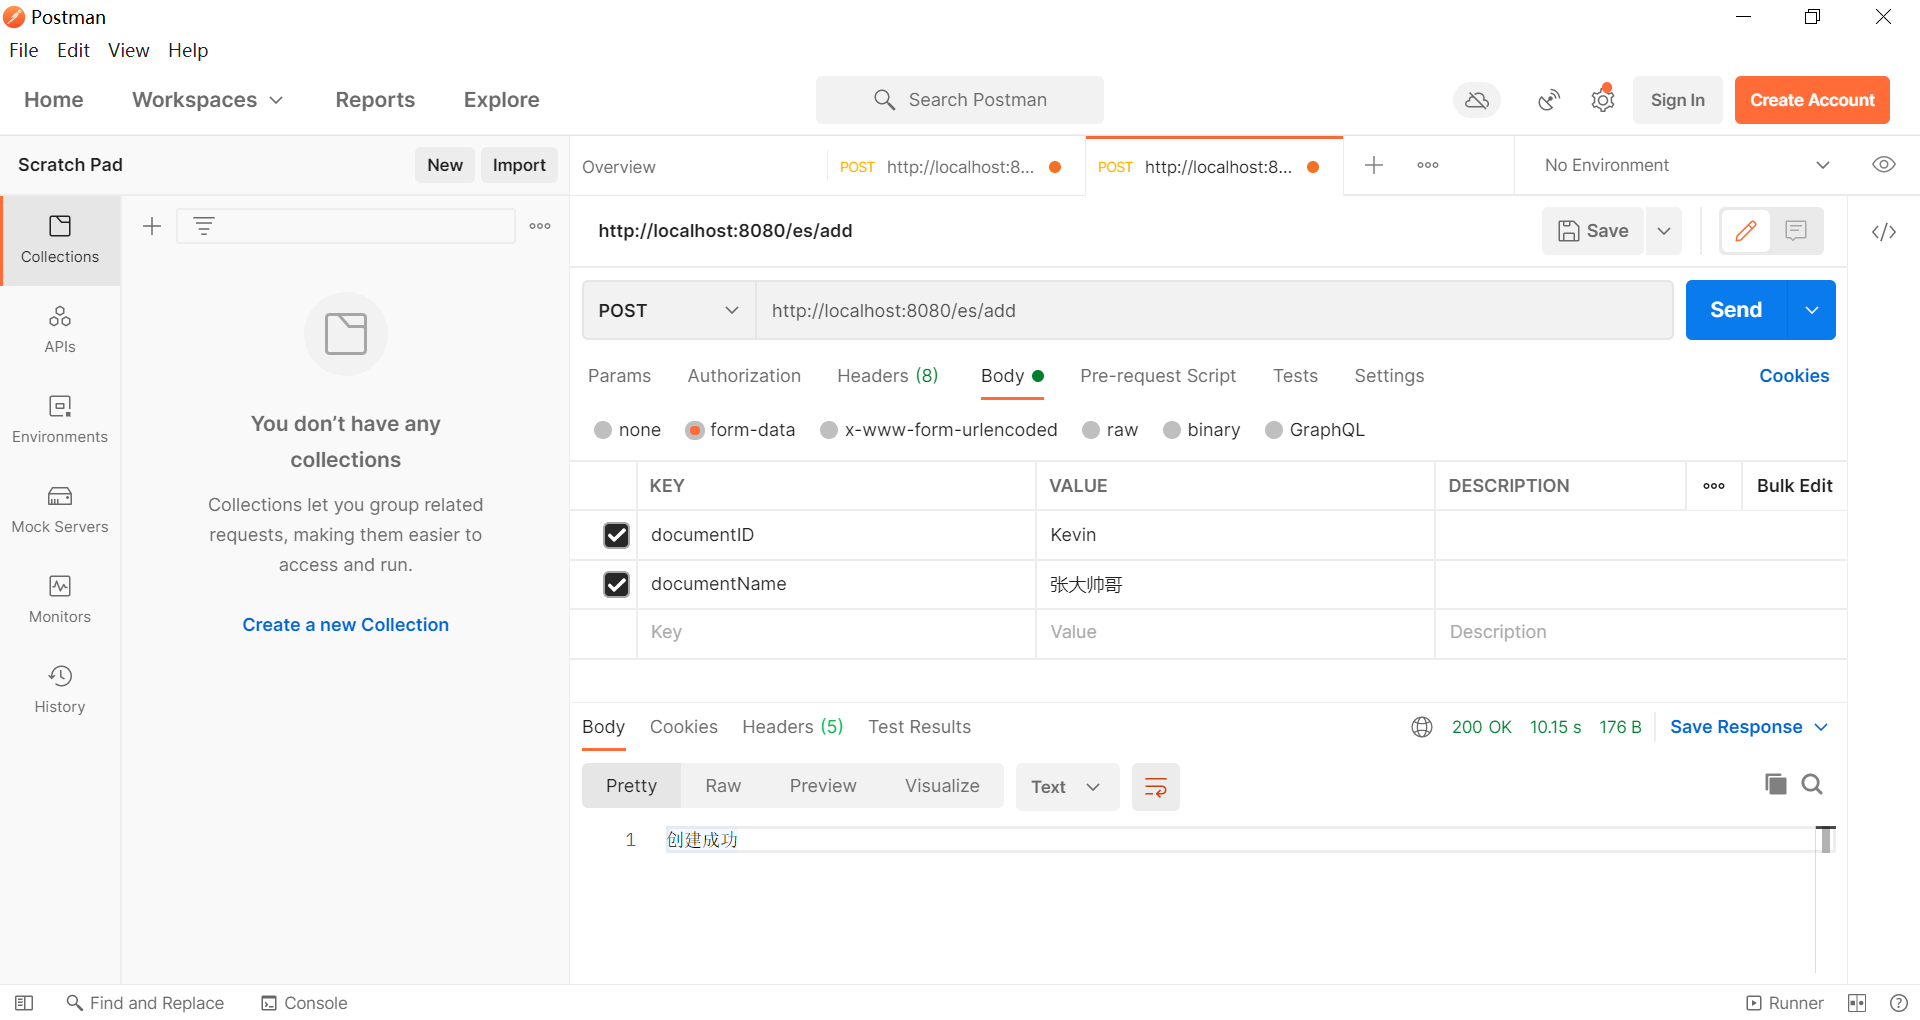 Postman
File Edit View Help
Home Workspaces Reports Explore Search Postman Sign In Create Account
Scratch Pad New Import Overview POST http://localhost:8... POST http://localhost:8... No Environment
Collections
APIs
Environments
Mock Servers
Monitors
History
You don’t have any
collections
Collections let you group related
requests, making them easier to
access and run.
Create a new Collection
http://localhost:8080/es/add Save
POST http://localhost:8080/es/add Send
Params Authorization Headers (8) Body Pre-request Script Tests Settings Cookies
none form-data x-www-form-urlencoded raw binary GraphQL
KEY VALUE DESCRIPTION Bulk Edit
documentID Kevin
documentName 张大帅哥
Key Value Description
Body Cookies Headers (5) Test Results 200 OK 10.15 s 176 B Save Response
Pretty Raw Preview Visualize Text
1 创建成功
Find and Replace Console Runner